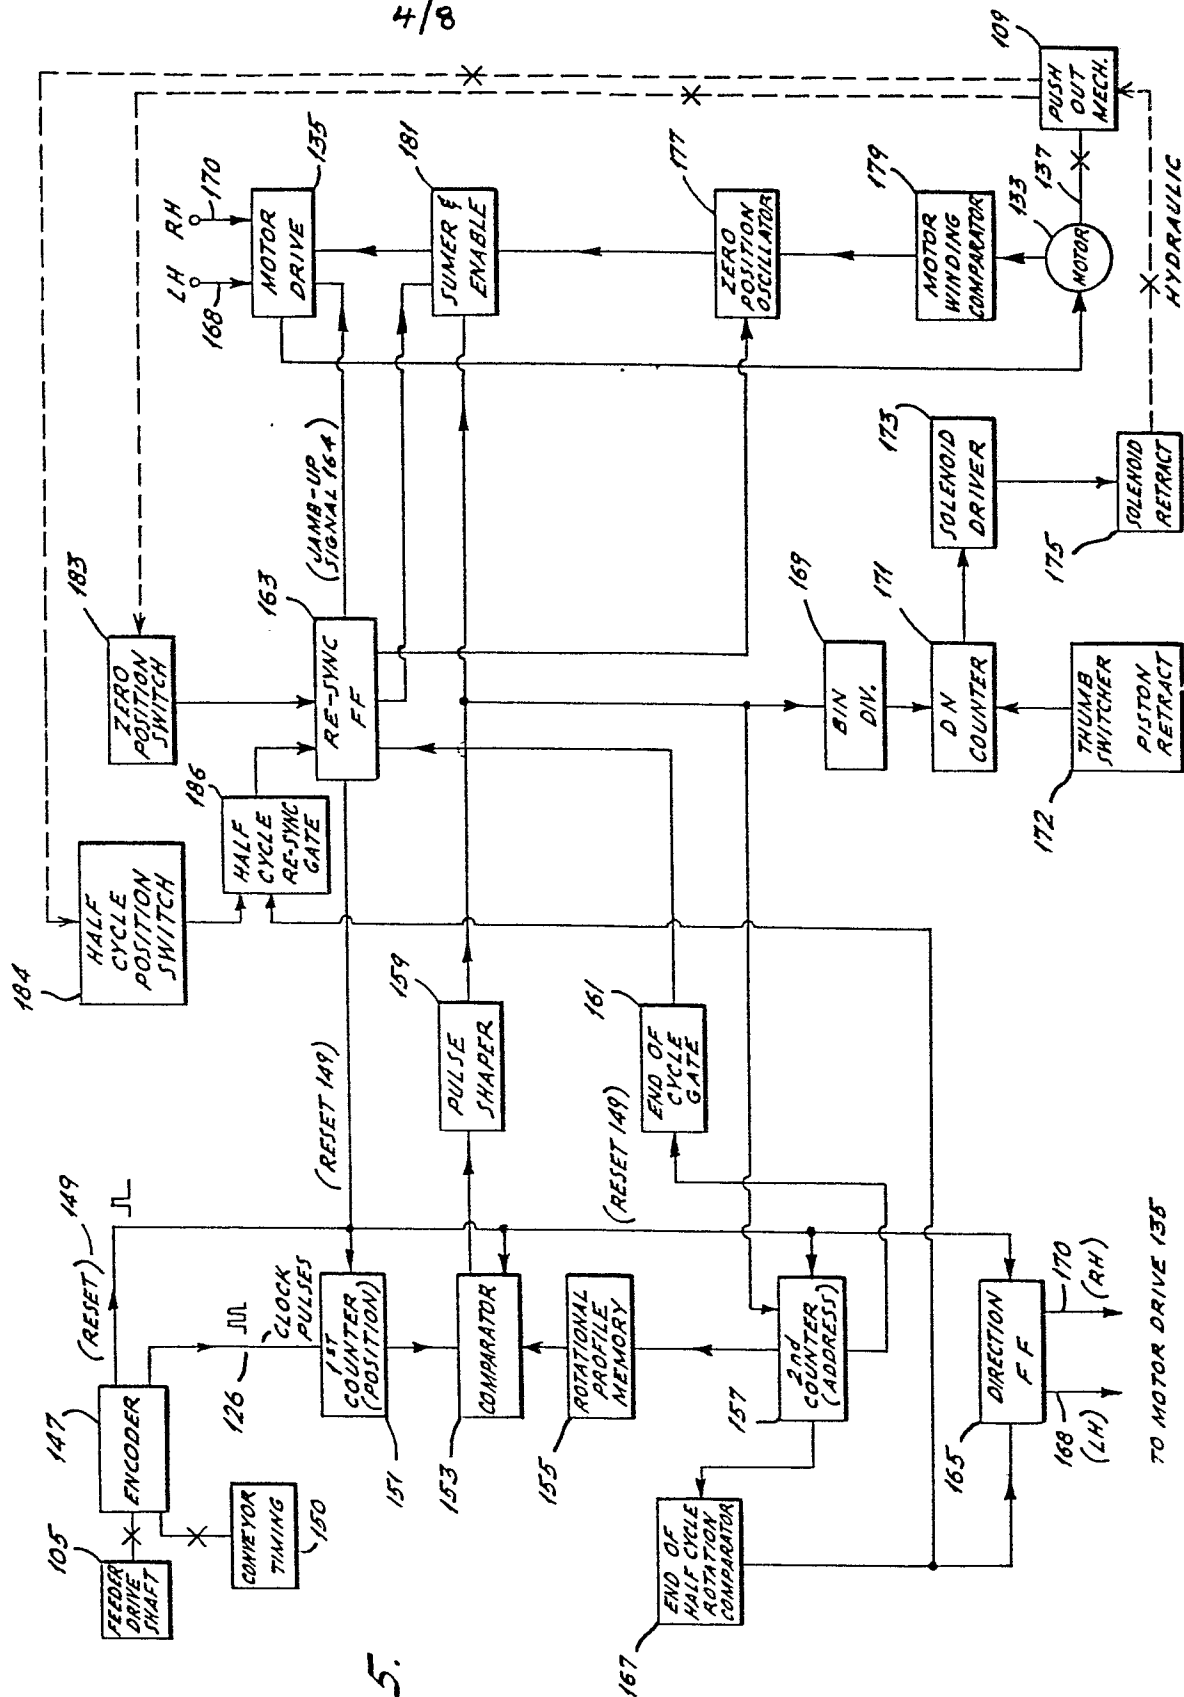 4/8
105
FEEDER
DRIVE
SHAFT
147
ENCODER
CONVEYOR
TIMING
150
(RESET) 149
126
CLOCK
PULSES
151
1ST
COUNTER
(POSITION)
(RESET 149)
153
COMPARATOR
155
ROTATIONAL
PROFILE
MEMORY
157
2nd
COUNTER
(ADDRESS)
(RESET 149)
167
END OF
HALF CYCLE
ROTATION
COMPARATOR
165
DIRECTION
F F
168
(LH)
170
(RH)
TO MOTOR DRIVE 135
159
PULSE
SHAPER
161
END OF
CYCLE
GATE
184
HALF
CYCLE
POSITION
SWITCH
186
HALF
CYCLE
RE-SYNC
GATE
183
ZERO
POSITION
SWITCH
163
RE-SYNC
FF
(JAMB-UP
SIGNAL 164)
169
BIN
DIV.
171
D N
COUNTER
172
THUMB
SWITCHER
PISTON
RETRACT
173
SOLENOID
DRIVER
175
SOLENOID
RETRACT
HYDRAULIC
LH
RH
168
170
135
MOTOR
DRIVE
181
SUMER &
ENABLE
177
ZERO
POSITION
OSCILLATOR
179
MOTOR
WINDING
COMPARATOR
133
MOTOR
137
109
PUSH
OUT
MECH.
5.